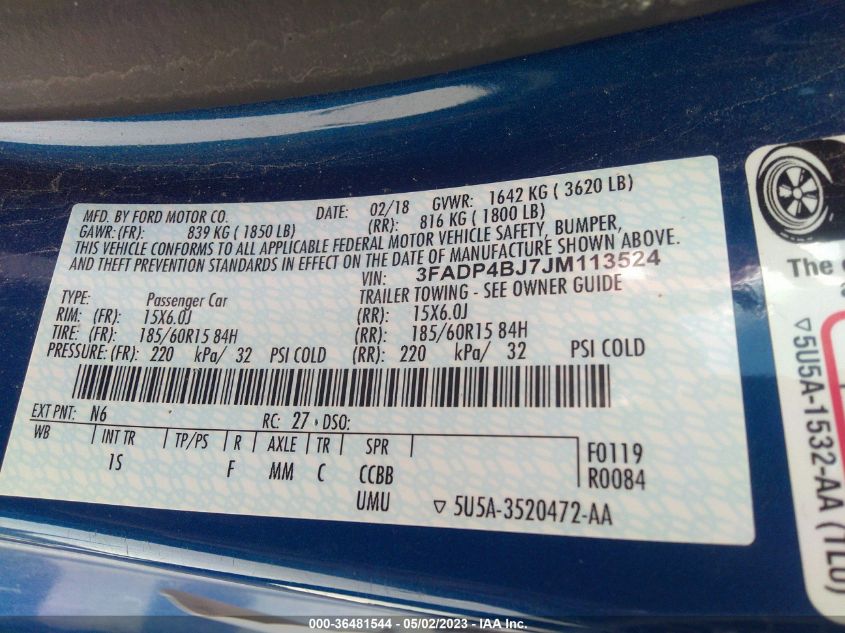 MFD. BY FORD MOTOR CO. DATE: 02/18 GVWR: 1642 KG ( 3620 LB)
GAWR: (FR): 839 KG ( 1850 LB) (RR): 816 KG ( 1800 LB)
THIS VEHICLE CONFORMS TO ALL APPLICABLE FEDERAL MOTOR VEHICLE SAFETY, BUMPER,
AND THEFT PREVENTION STANDARDS IN EFFECT ON THE DATE OF MANUFACTURE SHOWN ABOVE.
VIN: 3FADP4BJ7JM113524
TYPE: Passenger Car TRAILER TOWING - SEE OWNER GUIDE
RIM: (FR): 15X6.0J (RR): 15X6.0J
TIRE: (FR): 185/60R15 84H (RR): 185/60R15 84H
PRESSURE: (FR): 220 kPa/ 32 PSI COLD (RR): 220 kPa/ 32 PSI COLD
EXT PNT: N6 RC: 27 DSO:
WB INT TR TP/PS R AXLE TR SPR F0119
IS F MM C CCBB R0084
UMU ▽ 5U5A-3520472-AA
The
▽5U5A-1532-AA (TLD)
000-36481544 — 05/02/2023 — IAA Inc.